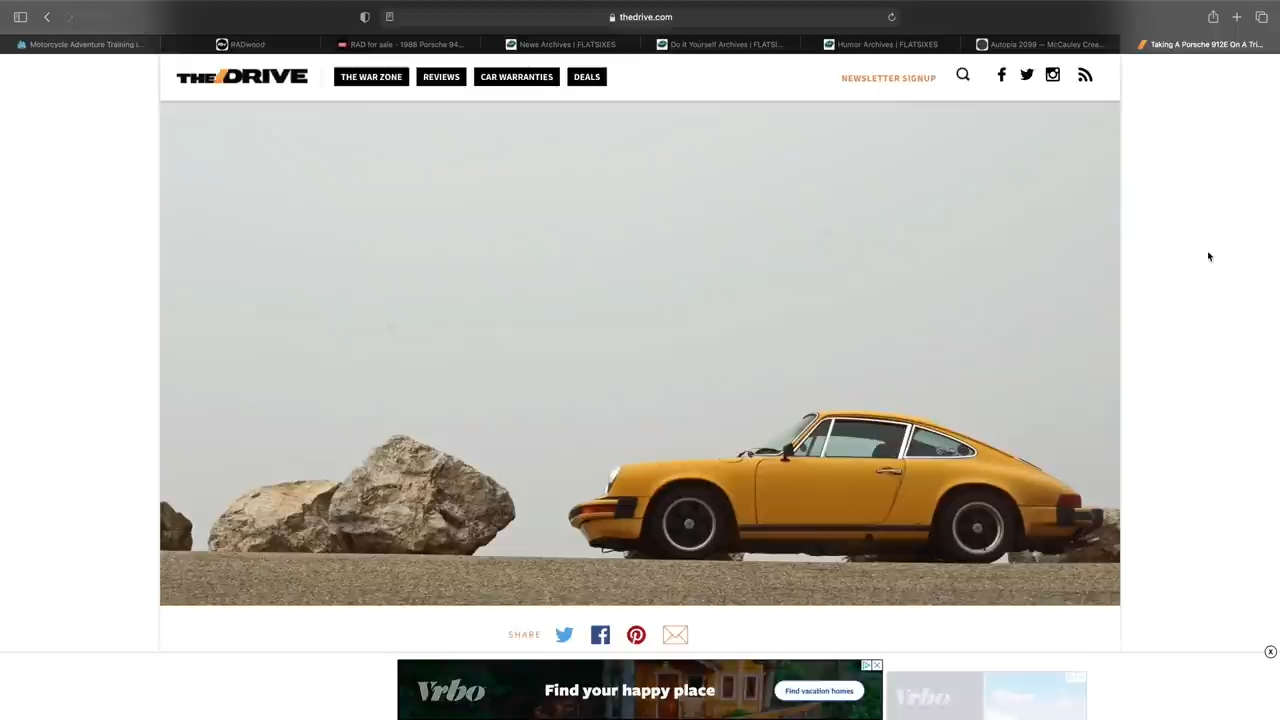 thedrive.com
Motorcycle Adventure Training i...
RADwood
RAD for sale - 1988 Porsche 94...
News Archives | FLATSIXES
Do It Yourself Archives | FLATSI...
Humor Archives | FLATSIXES
Autopia 2099 — McCauley Crea...
Taking A Porsche 912E On A Tri...
THE DRIVE
THE WAR ZONE
REVIEWS
CAR WARRANTIES
DEALS
NEWSLETTER SIGNUP
SHARE
Vrbo
Find your happy place
Find vacation homes
Vrbo